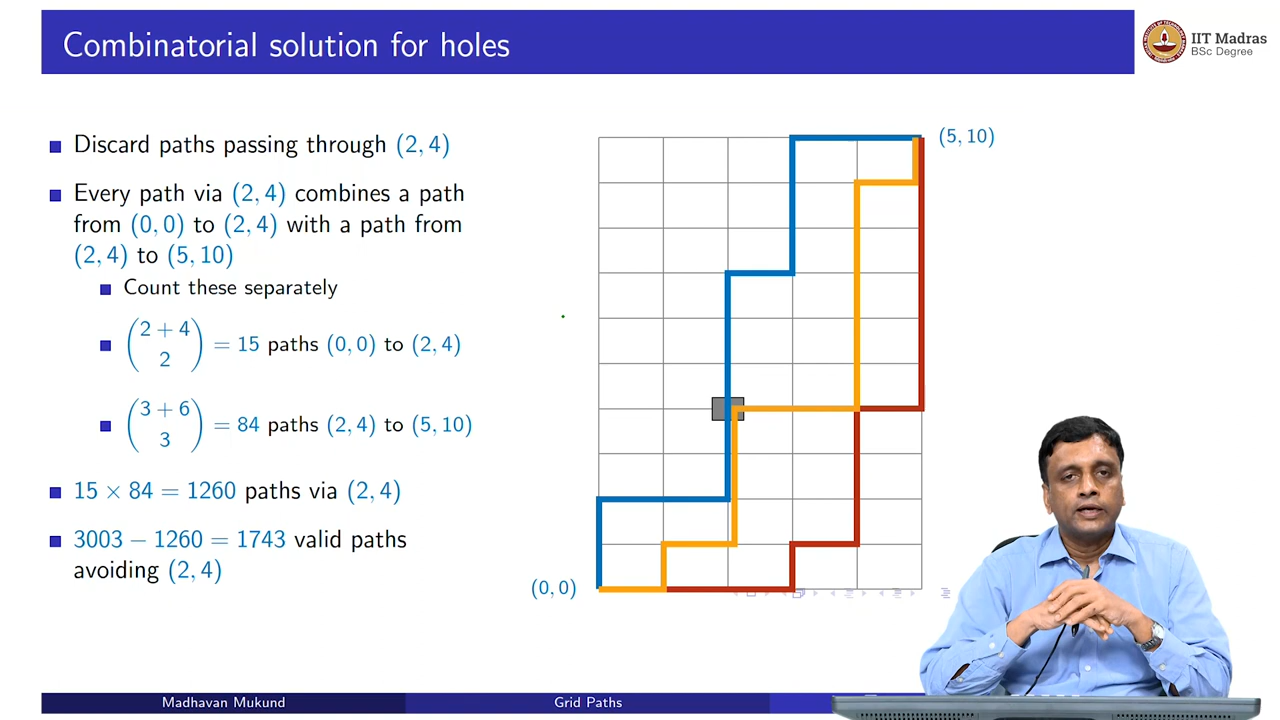 Combinatorial solution for holes
IIT Madras
BSc Degree
Discard paths passing through (2, 4)
Every path via (2, 4) combines a path
from (0, 0) to (2, 4) with a path from
(2, 4) to (5, 10)
Count these separately
(2 + 4
2) = 15 paths (0, 0) to (2, 4)
(3 + 6
3) = 84 paths (2, 4) to (5, 10)
15 × 84 = 1260 paths via (2, 4)
3003 − 1260 = 1743 valid paths
avoiding (2, 4)
(5, 10)
(0, 0)
Madhavan Mukund
Grid Paths